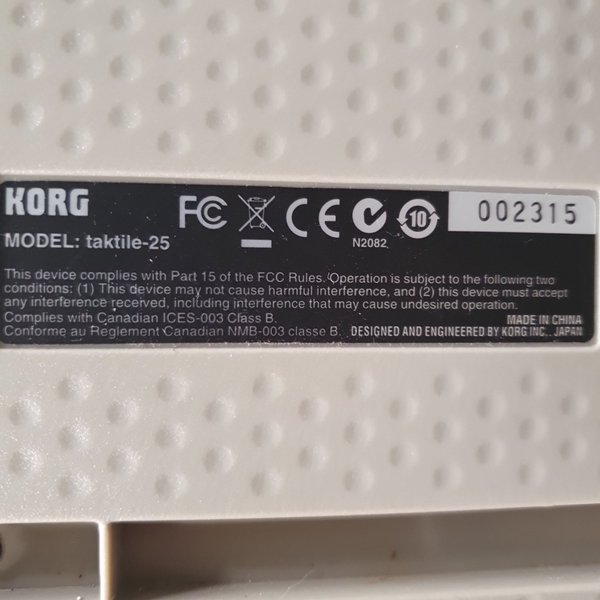 KORG
FC CE 10 002315
N2082
MODEL: taktile-25
This device complies with Part 15 of the FCC Rules. Operation is subject to the following two
conditions: (1) This device may not cause harmful interference, and (2) this device must accept
any interference received, including interference that may cause undesired operation.
Complies with Canadian ICES-003 Class B.
MADE IN CHINA
Conforme au Reglement Canadian NMB-003 classe B.
DESIGNED AND ENGINEERED BY KORG INC., JAPAN